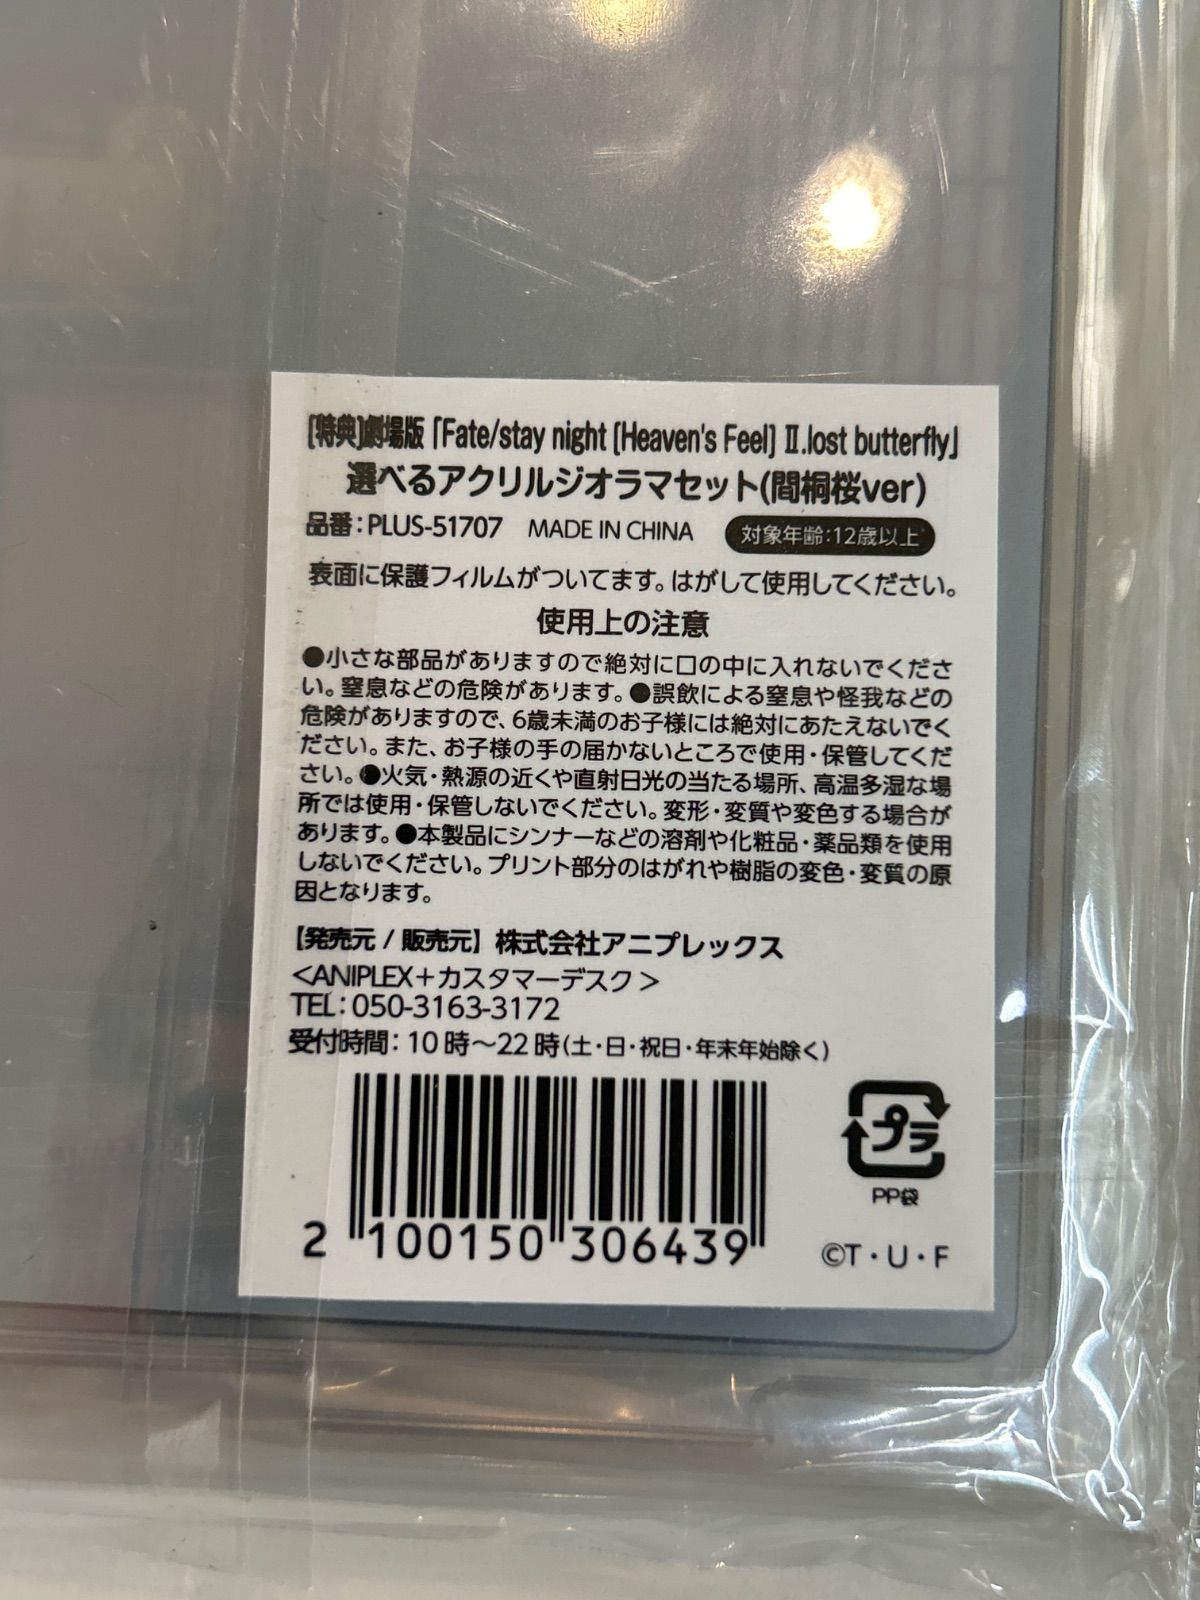 [特典]劇場版「Fate/stay night [Heaven's Feel] Ⅱ.lost butterfly」
選べるアクリルジオラマセット(間桐桜ver)
品番:PLUS-51707 MADE IN CHINA 対象年齢:12歳以上
表面に保護フィルムがついてます。はがして使用してください。
使用上の注意
●小さな部品がありますので絶対に口の中に入れないでくださ
い。窒息などの危険があります。●誤飲による窒息や怪我などの
危険がありますので、6歳未満のお子様には絶対にあたえないでく
ださい。また、お子様の手の届かないところで使用・保管してくだ
さい。●火気・熱源の近くや直射日光の当たる場所、高温多湿な場
所では使用・保管しないでください。変形・変質や変色する場合が
あります。●本製品にシンナーなどの溶剤や化粧品・薬品類を使用
しないでください。プリント部分のはがれや樹脂の変色・変質の原
因となります。
【発売元 / 販売元】株式会社アニプレックス
<ANIPLEX+カスタマーデスク>
TEL:050-3163-3172
受付時間:10時～22時(土・日・祝日・年末年始除く)
プラ
PP袋
2 100150 306439
©T・U・F